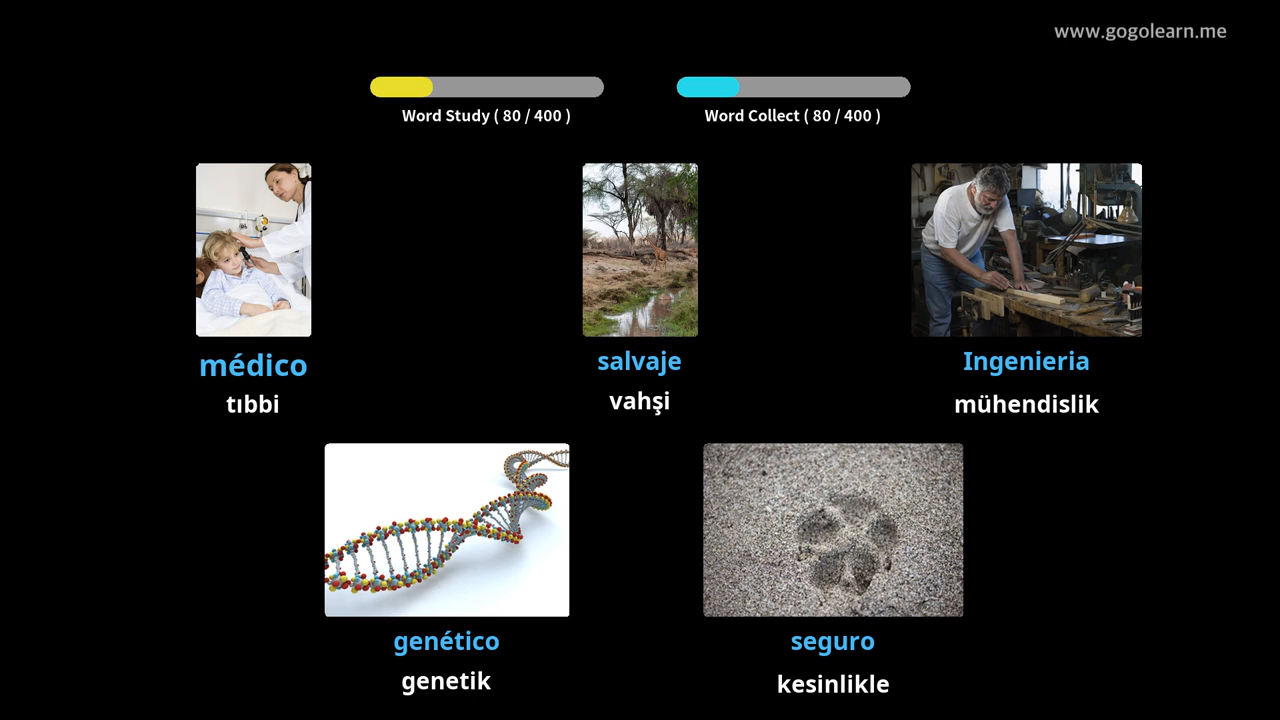 www.gogolearn.me
Word Study ( 80 / 400 )
Word Collect ( 80 / 400 )
médico
salvaje
Ingenieria
tıbbi
vahşi
mühendislik
genético
seguro
genetik
kesinlikle